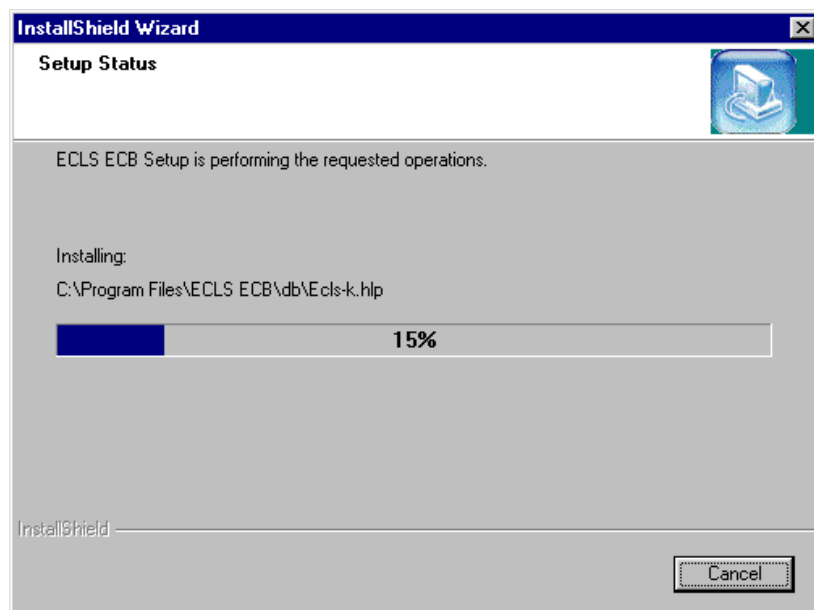 InstallShield Wizard
Setup Status
ECLS ECB Setup is performing the requested operations.
Installing:
C:\Program Files\ECLS ECB\db\Ecls-k.hlp
15%
InstallShield
Cancel